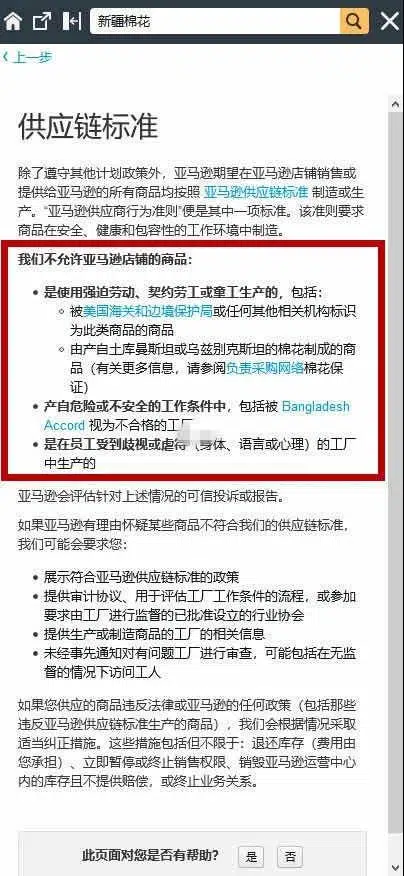 新疆棉花
上一步
供应链标准
除了遵守其他计划政策外，亚马逊期望在亚马逊店铺销售或
提供给亚马逊的所有商品均按照 亚马逊供应链标准 制造或生
产。“亚马逊供应商行为准则”便是其中一项标准。该准则要求
商品在安全、健康和包容性的工作环境中制造。
我们不允许亚马逊店铺的商品：
是使用强迫劳动、契约劳工或童工生产的，包括：
被美国海关和边境保护局或任何其他相关机构标识
为此类商品的商品
由产自土库曼斯坦或乌兹别克斯坦的棉花制成的商
品（有关更多信息，请参阅负责采购网络棉花保
证）
产自危险或不安全的工作条件中，包括被 Bangladesh
Accord 视为不合格的工厂
是在员工受到歧视或虐待（身体、语言或心理）的工厂
中生产的
亚马逊会评估针对上述情况的可信投诉或报告。
如果亚马逊有理由怀疑某些商品不符合我们的供应链标准，
我们可能会要求您：
展示符合亚马逊供应链标准的政策
提供审计协议、用于评估工厂工作条件的流程，或参加
要求由工厂进行监督的已批准设立的行业协会
提供生产或制造商品的工厂的相关信息
未经事先通知对有问题工厂进行审查，可能包括在无监
督的情况下访问工人
如果您供应的商品违反法律或亚马逊的任何政策（包括那些
违反亚马逊供应链标准生产的商品），我们会根据情况采取
适当纠正措施。这些措施包括但不限于：退还库存（费用由
您承担）、立即暂停或终止销售权限、销毁亚马逊运营中心
内的库存且不提供赔偿，或终止业务关系。
此页面对您是否有帮助？ 是 否